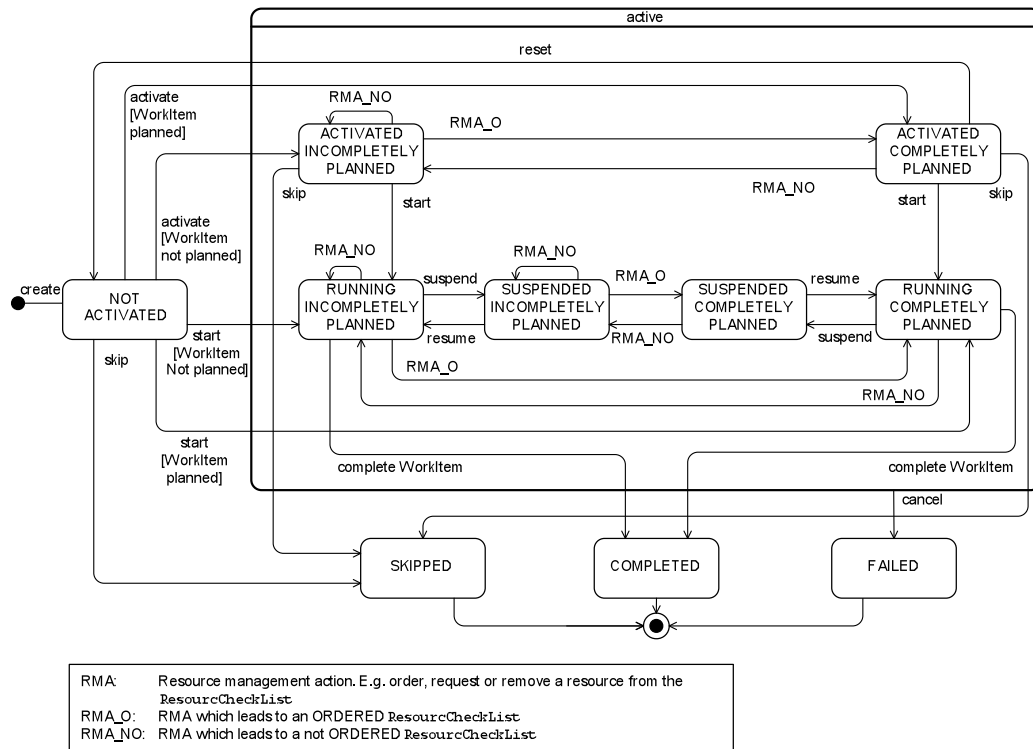 active
reset
activate
[WorkItem
planned]
RMA_NO
RMA_O
ACTIVATED
INCOMPLETELY
PLANNED
ACTIVATED
COMPLETELY
PLANNED
skip
start
RMA_NO
start
skip
activate
[WorkItem
not planned]
RMA_NO
RMA_NO
create
NOT
ACTIVATED
RUNNING
INCOMPLETELY
PLANNED
suspend
resume
SUSPENDED
INCOMPLETELY
PLANNED
RMA_O
RMA_NO
SUSPENDED
COMPLETELY
PLANNED
resume
suspend
RUNNING
COMPLETELY
PLANNED
skip
start
[WorkItem
Not planned]
RMA_O
RMA_NO
start
[WorkItem
planned]
complete WorkItem
complete WorkItem
cancel
SKIPPED
COMPLETED
FAILED
RMA: Resource management action. E.g. order, request or remove a resource from the
ResourcCheckList
RMA_O: RMA which leads to an ORDERED ResourcCheckList
RMA_NO: RMA which leads to a not ORDERED ResourcCheckList